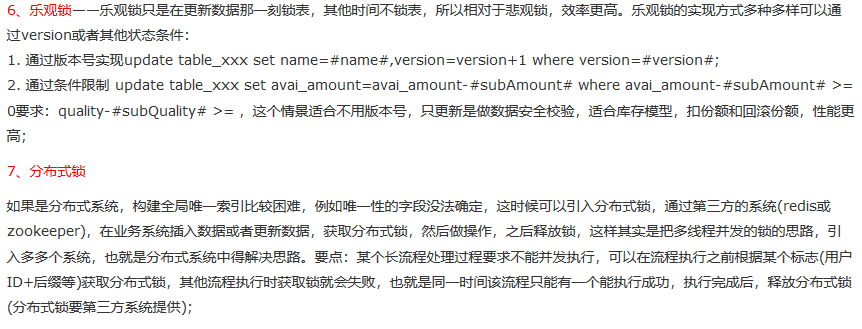 6、乐观锁——乐观锁只是在更新数据那一刻锁表，其他时间不锁表，所以相对于悲观锁，效率更高。乐观锁的实现方式多种多样可以通
过version或者其他状态条件：
1. 通过版本号实现update table_xxx set name=#name#,version=version+1 where version=#version#;
2. 通过条件限制 update table_xxx set avai_amount=avai_amount-#subAmount# where avai_amount-#subAmount# >=
0要求：quality-#subQuality# >= ，这个情景适合不用版本号，只更新是做数据安全校验，适合库存模型，扣份额和回滚份额，性能更
高；
7、分布式锁
如果是分布式系统，构建全局唯一索引比较困难，例如唯一性的字段没法确定，这时候可以引入分布式锁，通过第三方的系统(redis或
zookeeper)，在业务系统插入数据或者更新数据，获取分布式锁，然后做操作，之后释放锁，这样其实是把多线程并发的锁的思路，引
入多多个系统，也就是分布式系统中得解决思路。要点：某个长流程处理过程要求不能并发执行，可以在流程执行之前根据某个标志(用户
ID+后缀等)获取分布式锁，其他流程执行时获取锁就会失败，也就是同一时间该流程只能有一个能执行成功，执行完成后，释放分布式锁
(分布式锁要第三方系统提供)；